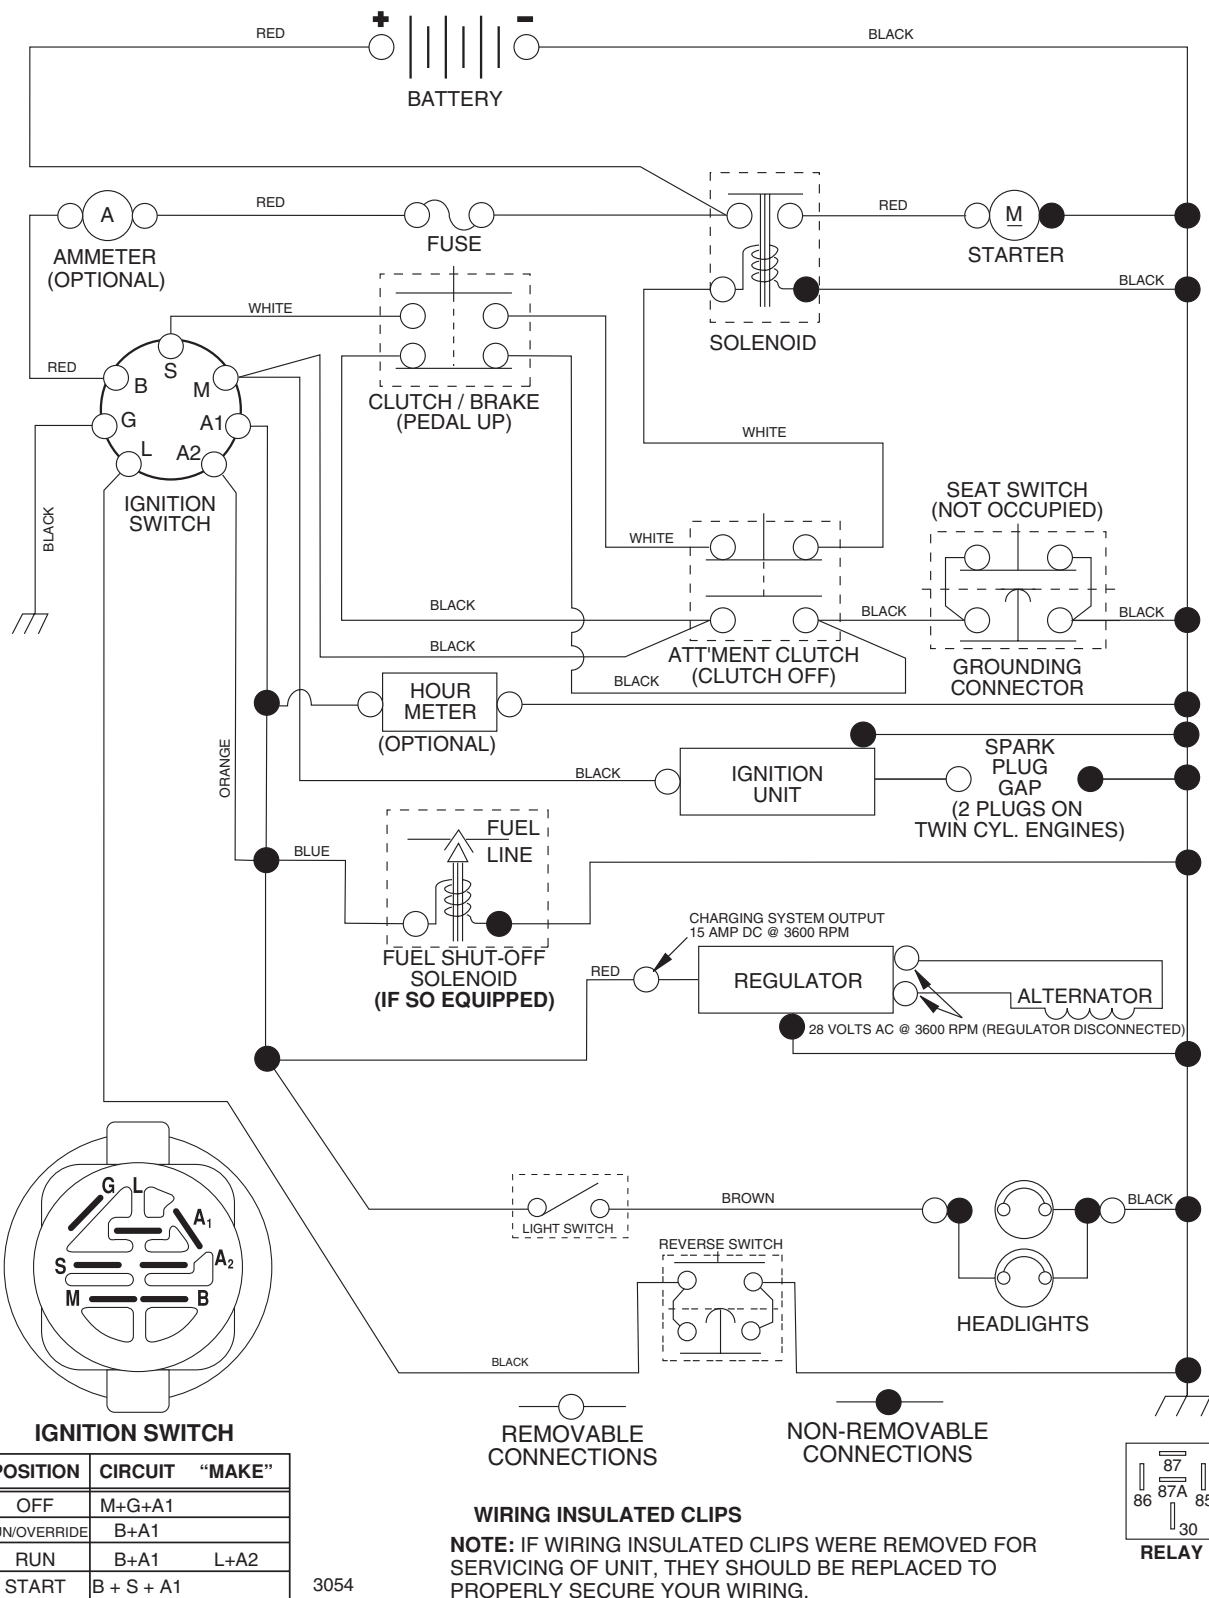 + -
RED
BLACK
BATTERY
A
RED
FUSE
AMMETER
(OPTIONAL)
RED
M
STARTER
BLACK
SOLENOID
WHITE
RED
S
B
M
G
A1
L
A2
IGNITION
SWITCH
CLUTCH / BRAKE
(PEDAL UP)
WHITE
SEAT SWITCH
(NOT OCCUPIED)
BLACK
WHITE
BLACK
BLACK
BLACK
BLACK
ATT'MENT CLUTCH
(CLUTCH OFF)
GROUNDING
CONNECTOR
BLACK
HOUR
METER
(OPTIONAL)
ORANGE
BLACK
IGNITION
UNIT
SPARK
PLUG
GAP
(2 PLUGS ON
TWIN CYL. ENGINES)
FUEL
LINE
BLUE
FUEL SHUT-OFF
SOLENOID
(IF SO EQUIPPED)
CHARGING SYSTEM OUTPUT
15 AMP DC @ 3600 RPM
RED
REGULATOR
ALTERNATOR
28 VOLTS AC @ 3600 RPM (REGULATOR DISCONNECTED)
G L
A1
S
A2
M
B
LIGHT SWITCH
BROWN
BLACK
REVERSE SWITCH
HEADLIGHTS
BLACK
REMOVABLE
CONNECTIONS
NON-REMOVABLE
CONNECTIONS
IGNITION SWITCH
CIRCUIT "MAKE"
OFF M+G+A1
B+A1
RUN B+A1 L+A2
START B + S + A1
3054
WIRING INSULATED CLIPS
NOTE: IF WIRING INSULATED CLIPS WERE REMOVED FOR
SERVICING OF UNIT, THEY SHOULD BE REPLACED TO
PROPERLY SECURE YOUR WIRING.
87
86 87A 85
30
RELAY